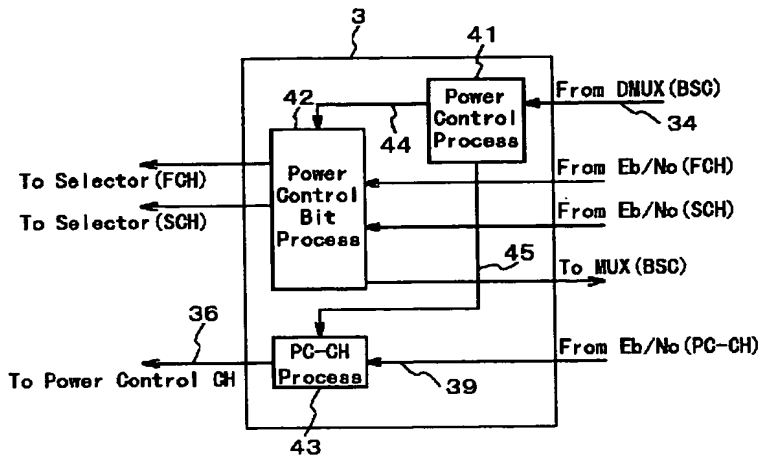 3
41
42
Power
Control
Process
From DNUX(BSC)
34
44
Power
Control
Bit
Process
To Selector(FCH)
To Selector(SCH)
From Eb/No(FCH)
From Eb/No(SCH)
45
To MUX(BSC)
36
PC-CH
Process
From Eb/No(PC-CH)
To Power Control CH
39
43